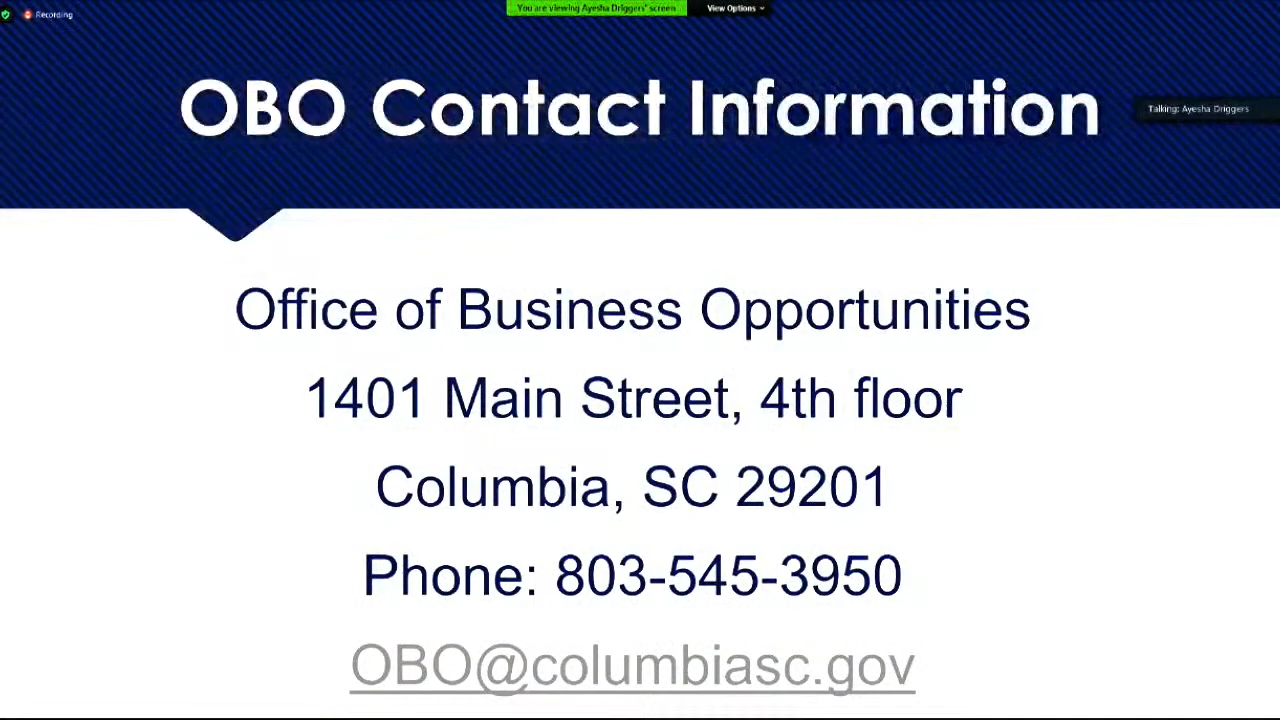 Recording
You are viewing Ayesha Driggers' screen
View Options
OBO Contact Information
Talking: Ayesha Driggers
Office of Business Opportunities
1401 Main Street, 4th floor
Columbia, SC 29201
Phone: 803-545-3950
OBO@columbiasc.gov